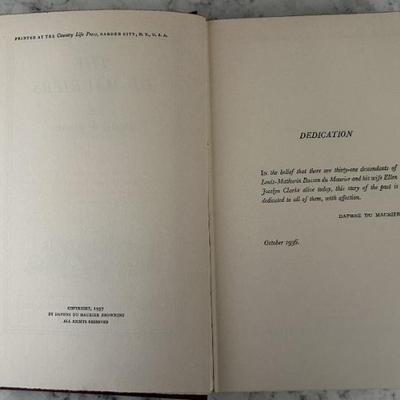 PRINTED AT THE Country Life Press, GARDEN CITY, N. Y., U. S. A.
COPYRIGHT, 1937
BY DAPHNE DU MAURIER BROWNING
ALL RIGHTS RESERVED
DEDICATION
In the belief that there are thirty-one descendants of
Louis-Mathurin Busson du Maurier and his wife Ellen
Jocelyn Clarke alive today, this story of the past is
dedicated to all of them, with affection.
DAPHNE DU MAURIER
October 1936.